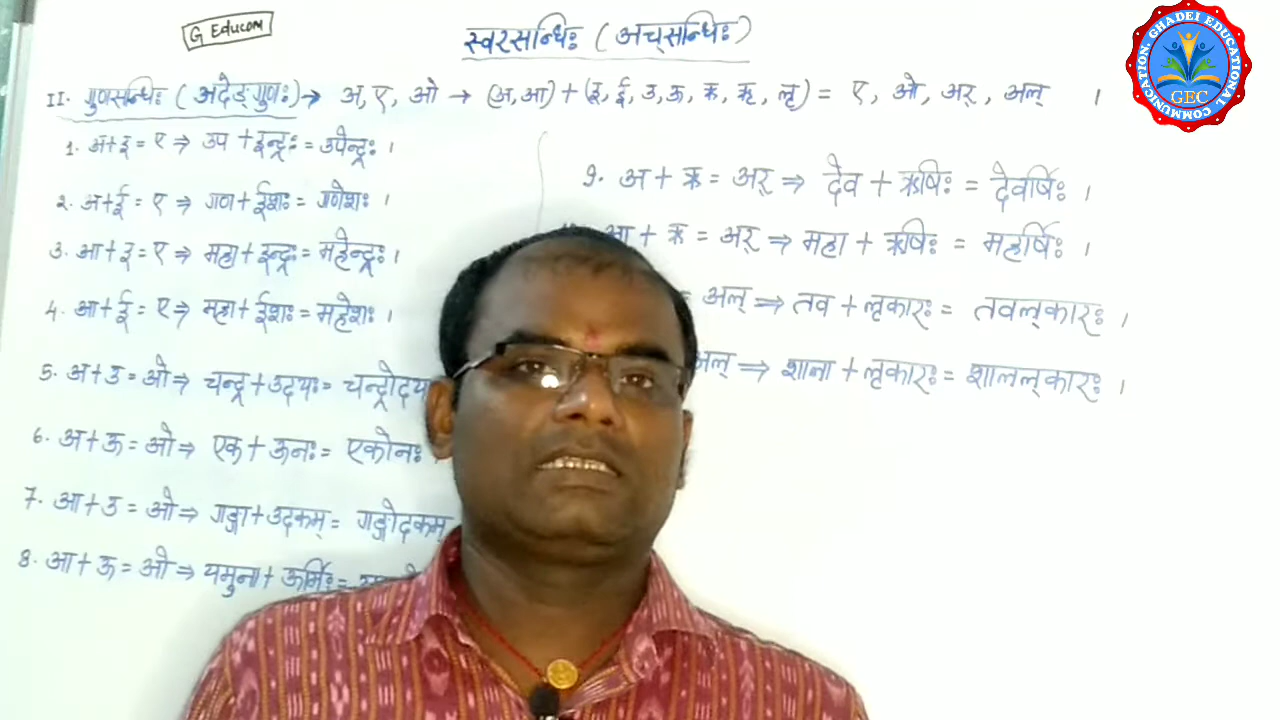 G Educom
स्वरसन्धिः (अच्सन्धिः)
II. गुणसन्धिः (अदेङ्गुणः) → अ, ए, ओ → (अ, आ) + (इ, ई, उ, ऊ, ऋ, ॠ, लृ) = ए, ओ, अर्, अल् ।
1. अ+इ = ए ⇒ उप + इन्द्रः = उपेन्द्रः ।
2. अ+ई = ए ⇒ गण + ईशः = गणेशः ।
3. आ+इ = ए ⇒ महा + इन्द्रः = महेन्द्रः ।
4. आ+ई = ए ⇒ महा + ईशः = महेशः ।
5. अ+उ = ओ ⇒ चन्द्र + उदयः = चन्द्रोदय
6. अ+ऊ = ओ ⇒ एक + ऊनः = एकोनः
7. आ+उ = ओ ⇒ गङ्गा + उदकम् = गङ्गोदकम्
8. आ+ऊ = ओ ⇒ यमुना + ऊर्मिः =
9. अ + ऋ = अर् ⇒ देव + ऋषिः = देवर्षिः ।
आ + ऋ = अर् ⇒ महा + ऋषिः = महर्षिः ।
अल् ⇒ तव + लृकारः = तवल्कारः ।
अल् ⇒ शाना + लृकारः = शालल्कारः ।
COMMUNICATION, GHADEI EDUCATIONAL COMMUNICATION
GEC